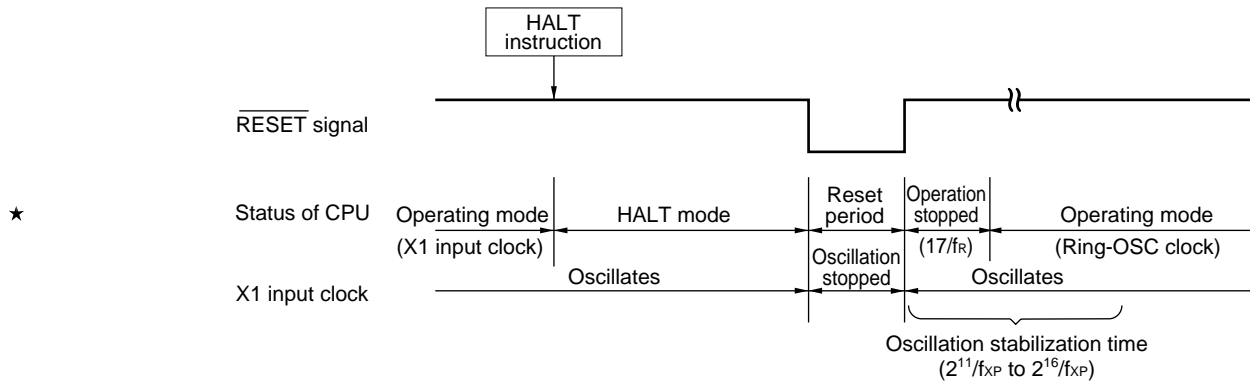 HALT
instruction
RESET signal
★ Status of CPU
Operating mode
(X1 input clock)
HALT mode
Reset
period
Operation
stopped
(17/fR)
Operating mode
(Ring-OSC clock)
X1 input clock
Oscillates
Oscillation
stopped
Oscillates
Oscillation stabilization time
(2¹¹/fXP to 2¹⁶/fXP)